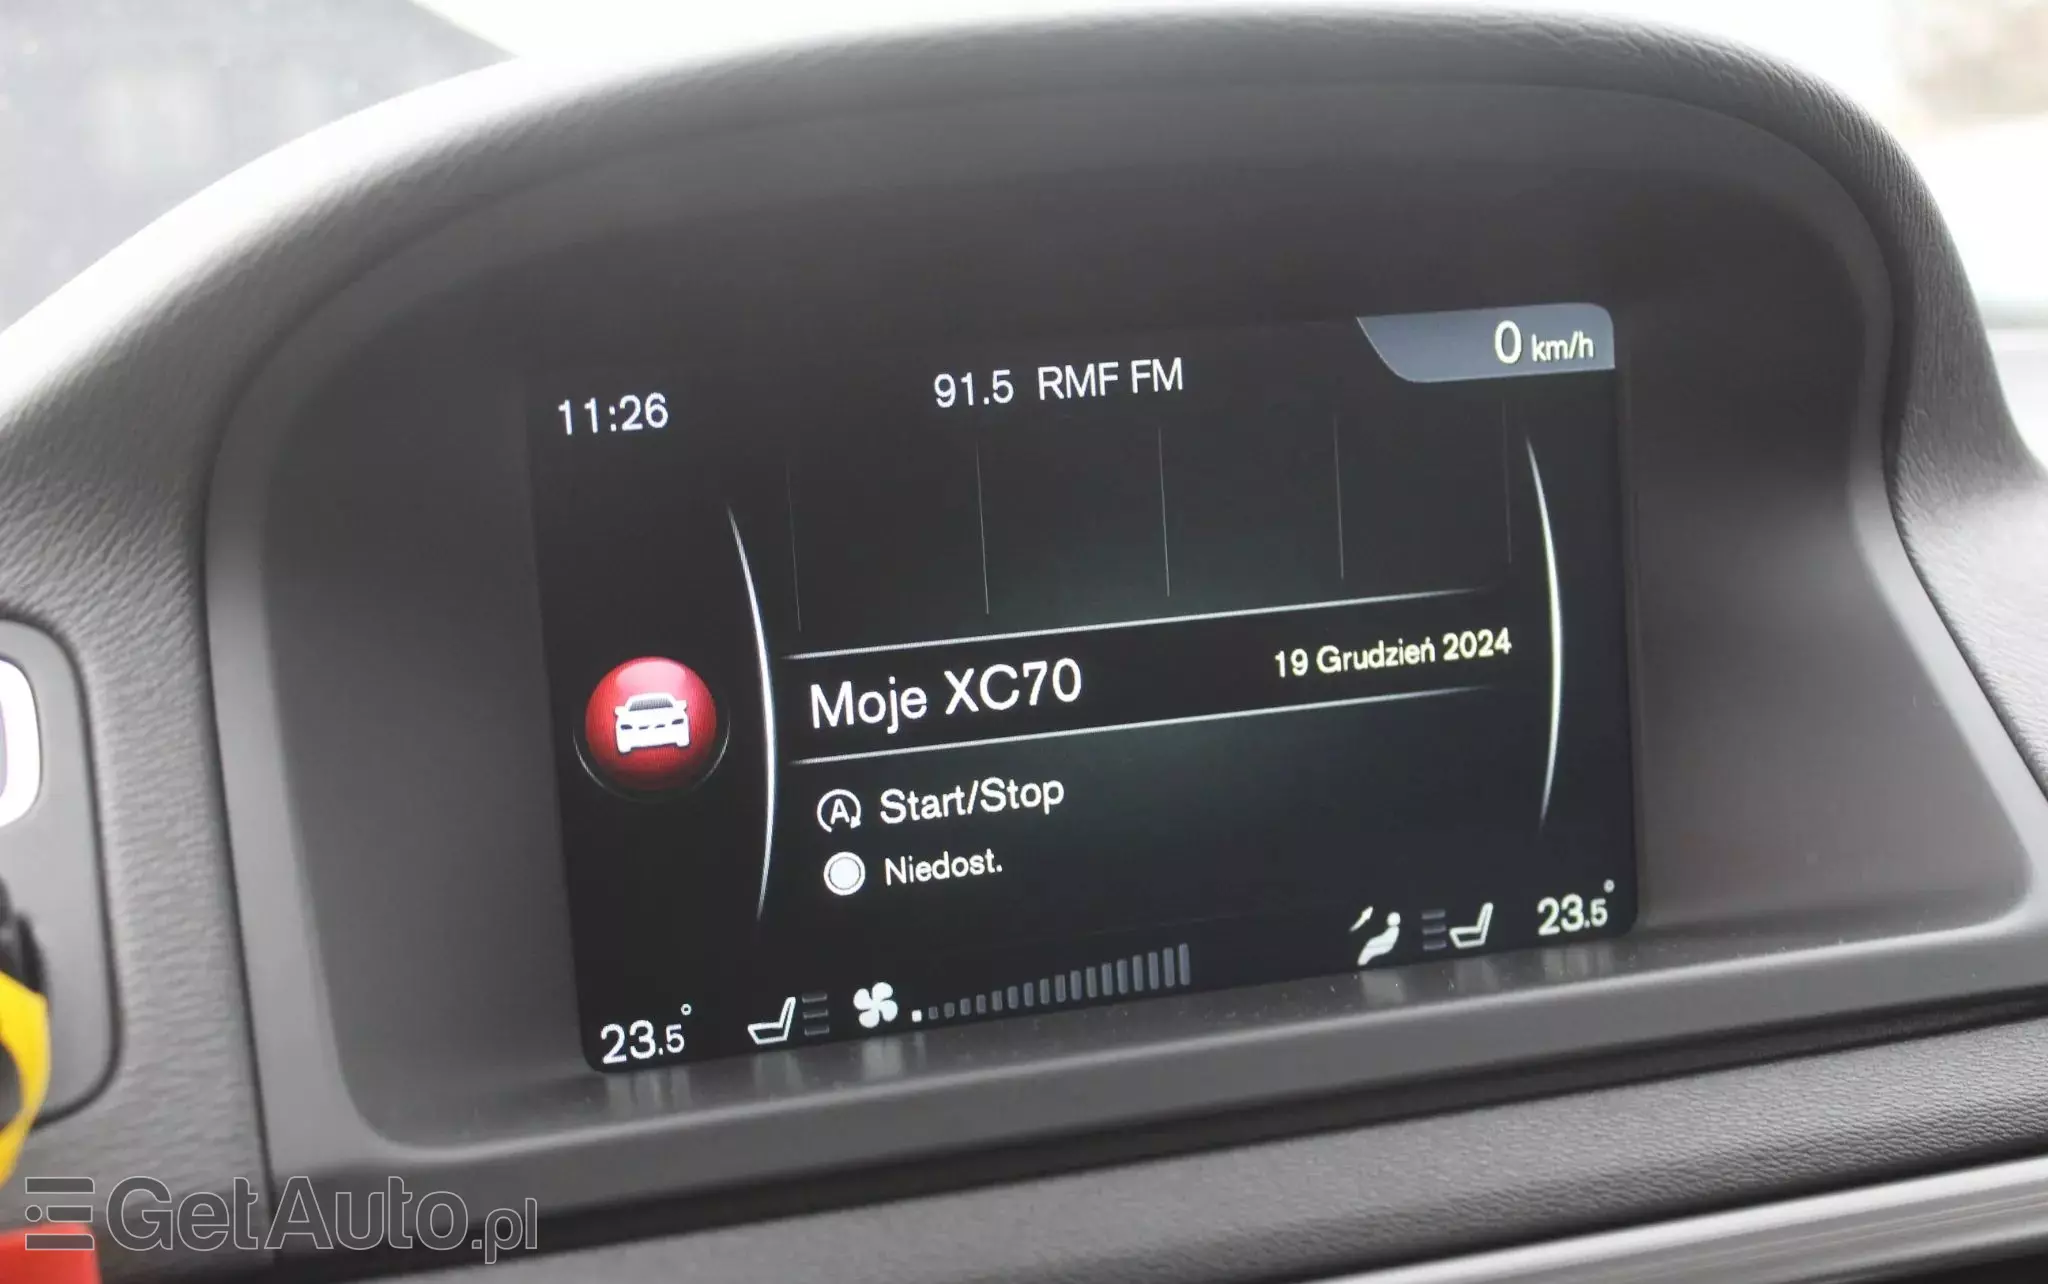 0 km/h
11:26
91.5 RMF FM
Moje XC70
19 Grudzień 2024
A Start/Stop
Niedost.
23.5°
23.5°
GetAuto.pl